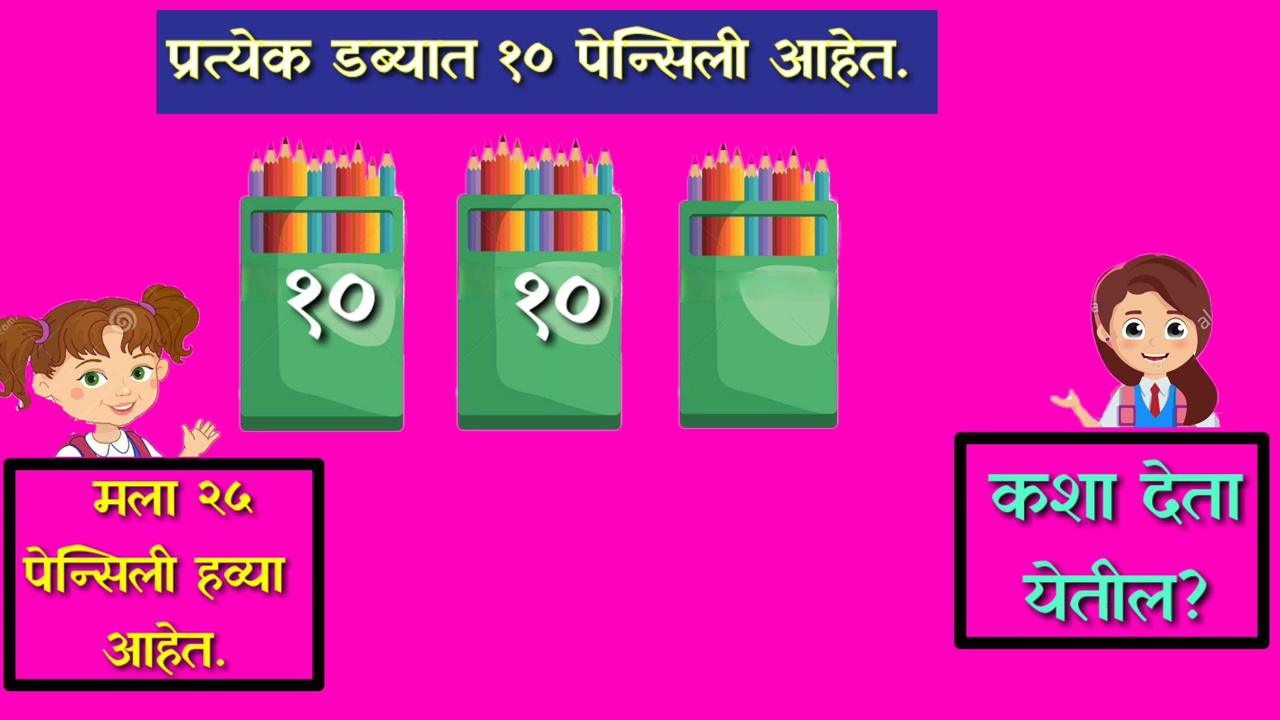 प्रत्येक डब्यात १० पेन्सिली आहेत.
१० १०
मला २५
पेन्सिली हव्या
आहेत.
कशा देता
येतील?